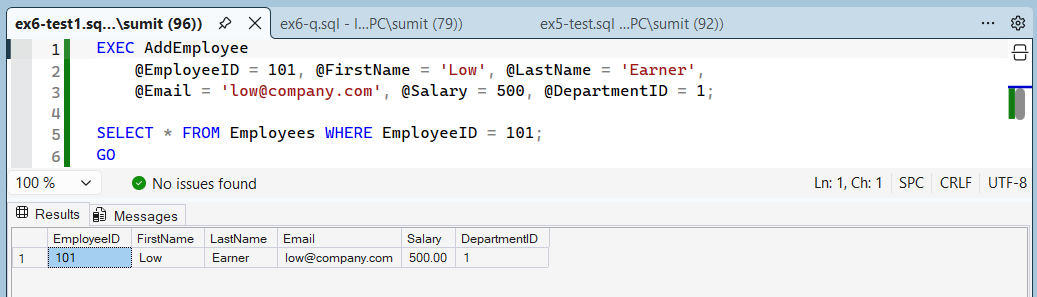 ex6-test1.sq...\sumit (96)) ex6-q.sql - l...PC\sumit (79)) ex5-test.sql ...PC\sumit (92))
1 EXEC AddEmployee
2 @EmployeeID = 101, @FirstName = 'Low', @LastName = 'Earner',
3 @Email = 'low@company.com', @Salary = 500, @DepartmentID = 1;
4
5 SELECT * FROM Employees WHERE EmployeeID = 101;
6 GO
100 % No issues found Ln: 1, Ch: 1 SPC CRLF UTF-8
Results Messages
EmployeeID FirstName LastName Email Salary DepartmentID
1 101 Low Earner low@company.com 500.00 1